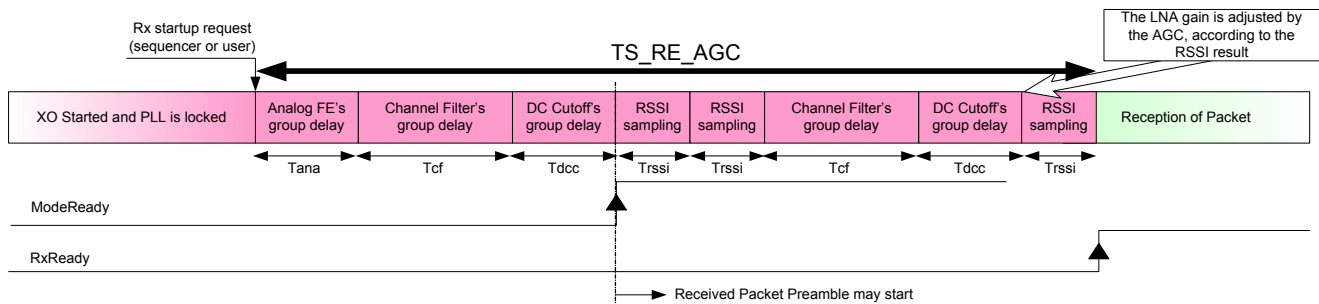 Rx startup request
(sequencer or user)
TS_RE_AGC
The LNA gain is adjusted by
the AGC, according to the
RSSI result
XO Started and PLL is locked
Analog FE's
group delay
Channel Filter's
group delay
DC Cutoff's
group delay
RSSI
sampling
RSSI
sampling
Channel Filter's
group delay
DC Cutoff's
group delay
RSSI
sampling
Reception of Packet
Tana
Tcf
Tdcc
Trssi
Trssi
Tcf
Tdcc
Trssi
ModeReady
RxReady
Received Packet Preamble may start